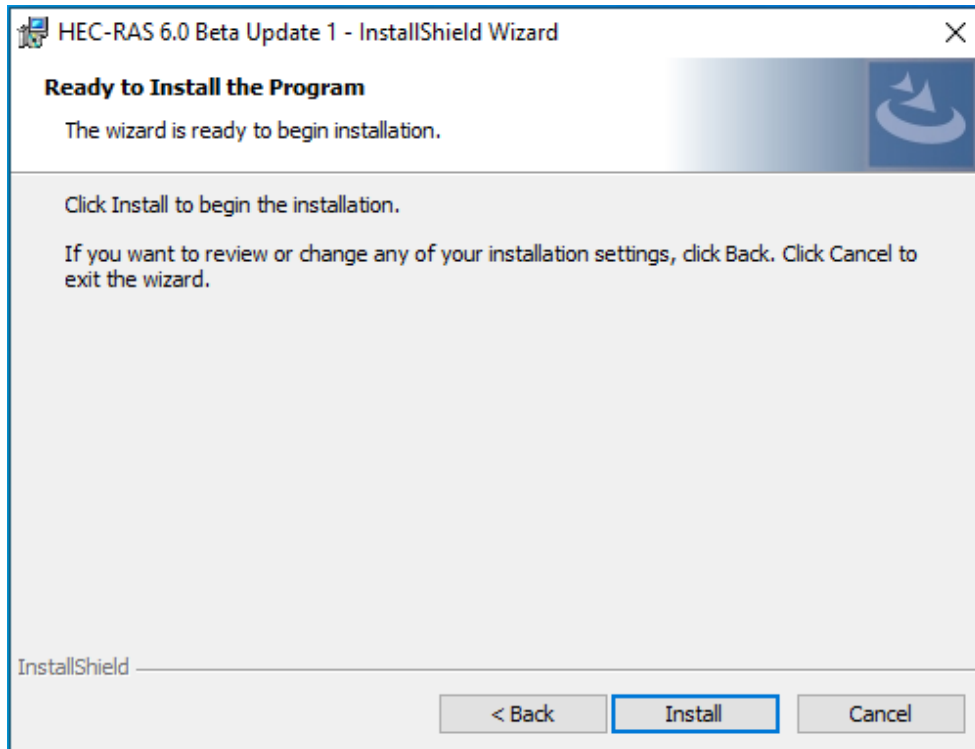 HEC-RAS 6.0 Beta Update 1 - InstallShield Wizard
Ready to Install the Program
The wizard is ready to begin installation.
Click Install to begin the installation.
If you want to review or change any of your installation settings, click Back. Click Cancel to
exit the wizard.
InstallShield
< Back Install Cancel